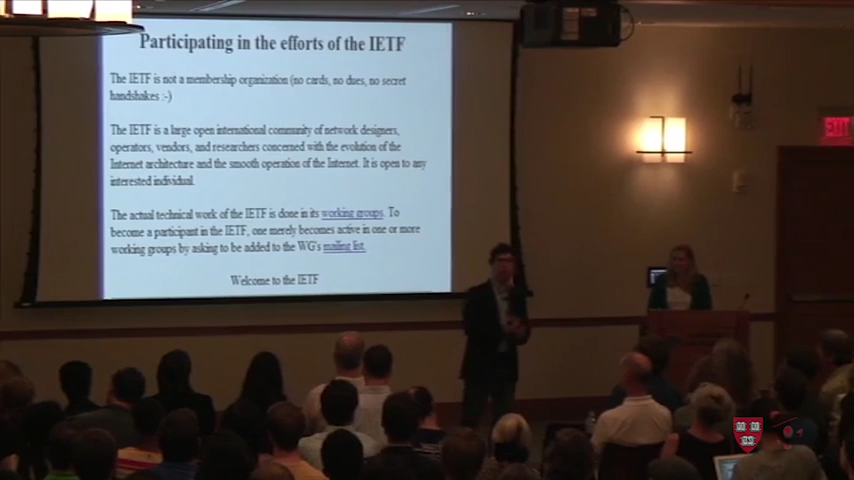 Participating in the efforts of the IETF
The IETF is not a membership organization (no cards, no dues, no secret
handshakes :-)
The IETF is a large open international community of network designers,
operators, vendors, and researchers concerned with the evolution of the
Internet architecture and the smooth operation of the Internet. It is open to any
interested individual.
The actual technical work of the IETF is done in its working groups. To
become a participant in the IETF, one merely becomes active in one or more
working groups by asking to be added to the WG's mailing list.
Welcome to the IETF
EXIT